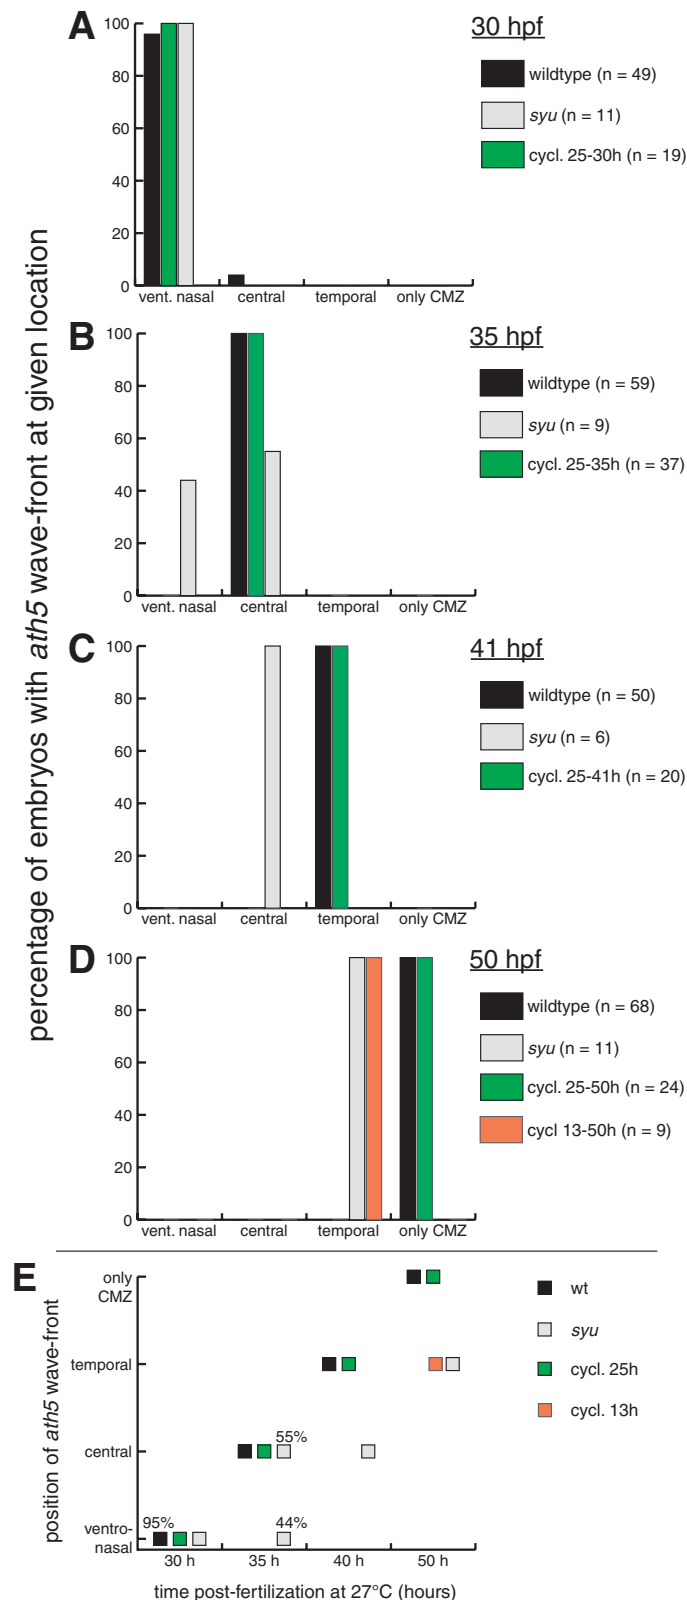 percentage of embryos with ath5 wave-front at given location
A
30 hpf
100
80
60
40
20
0
vent. nasal central temporal only CMZ
wildtype (n = 49)
syu (n = 11)
cycl. 25-30h (n = 19)
B
35 hpf
100
80
60
40
20
0
vent. nasal central temporal only CMZ
wildtype (n = 59)
syu (n = 9)
cycl. 25-35h (n = 37)
C
41 hpf
100
80
60
40
20
0
vent. nasal central temporal only CMZ
wildtype (n = 50)
syu (n = 6)
cycl. 25-41h (n = 20)
D
50 hpf
100
80
60
40
20
0
vent. nasal central temporal only CMZ
wildtype (n = 68)
syu (n = 11)
cycl. 25-50h (n = 24)
cycl 13-50h (n = 9)
E
position of ath5 wave-front
only
CMZ
temporal
central
ventro-
nasal
55%
95%
44%
30 h 35 h 40 h 50 h
time post-fertilization at 27°C (hours)
wt
syu
cycl. 25h
cycl. 13h